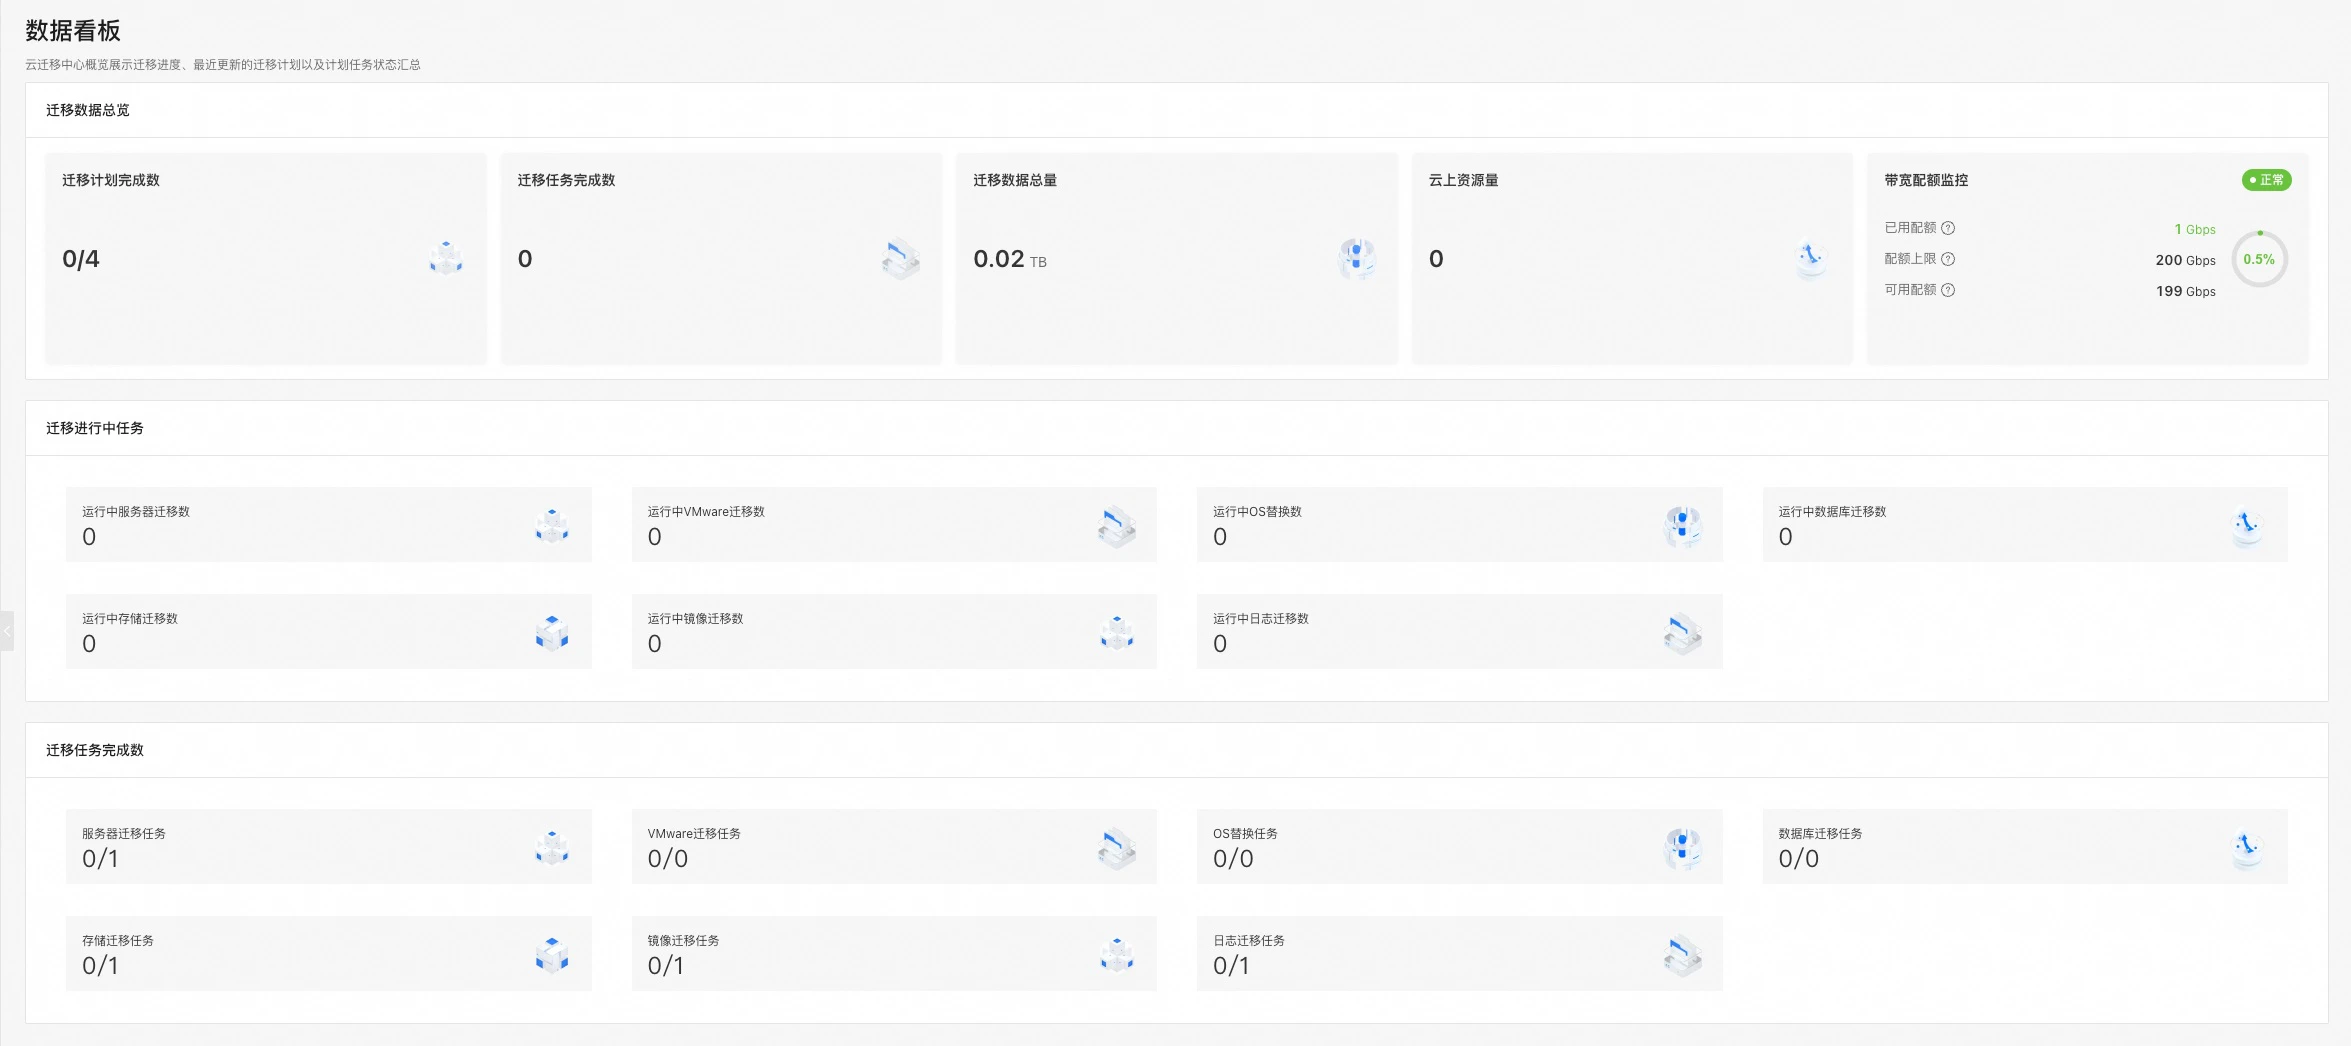 数据看板
云迁移中心概览展示迁移进度、最近更新的迁移计划以及计划任务状态汇总
迁移数据总览
迁移计划完成数
0/4
迁移任务完成数
0
迁移数据总量
0.02 TB
云上资源量
0
带宽配额监控
正常
已用配额 ? 1 Gbps
配额上限 ? 200 Gbps
可用配额 ? 199 Gbps
0.5%
迁移进行中任务
运行中服务器迁移数
0
运行中VMware迁移数
0
运行中OS替换数
0
运行中数据库迁移数
0
运行中存储迁移数
0
运行中镜像迁移数
0
运行中日志迁移数
0
迁移任务完成数
服务器迁移任务
0/1
VMware迁移任务
0/0
OS替换任务
0/0
数据库迁移任务
0/0
存储迁移任务
0/1
镜像迁移任务
0/1
日志迁移任务
0/1